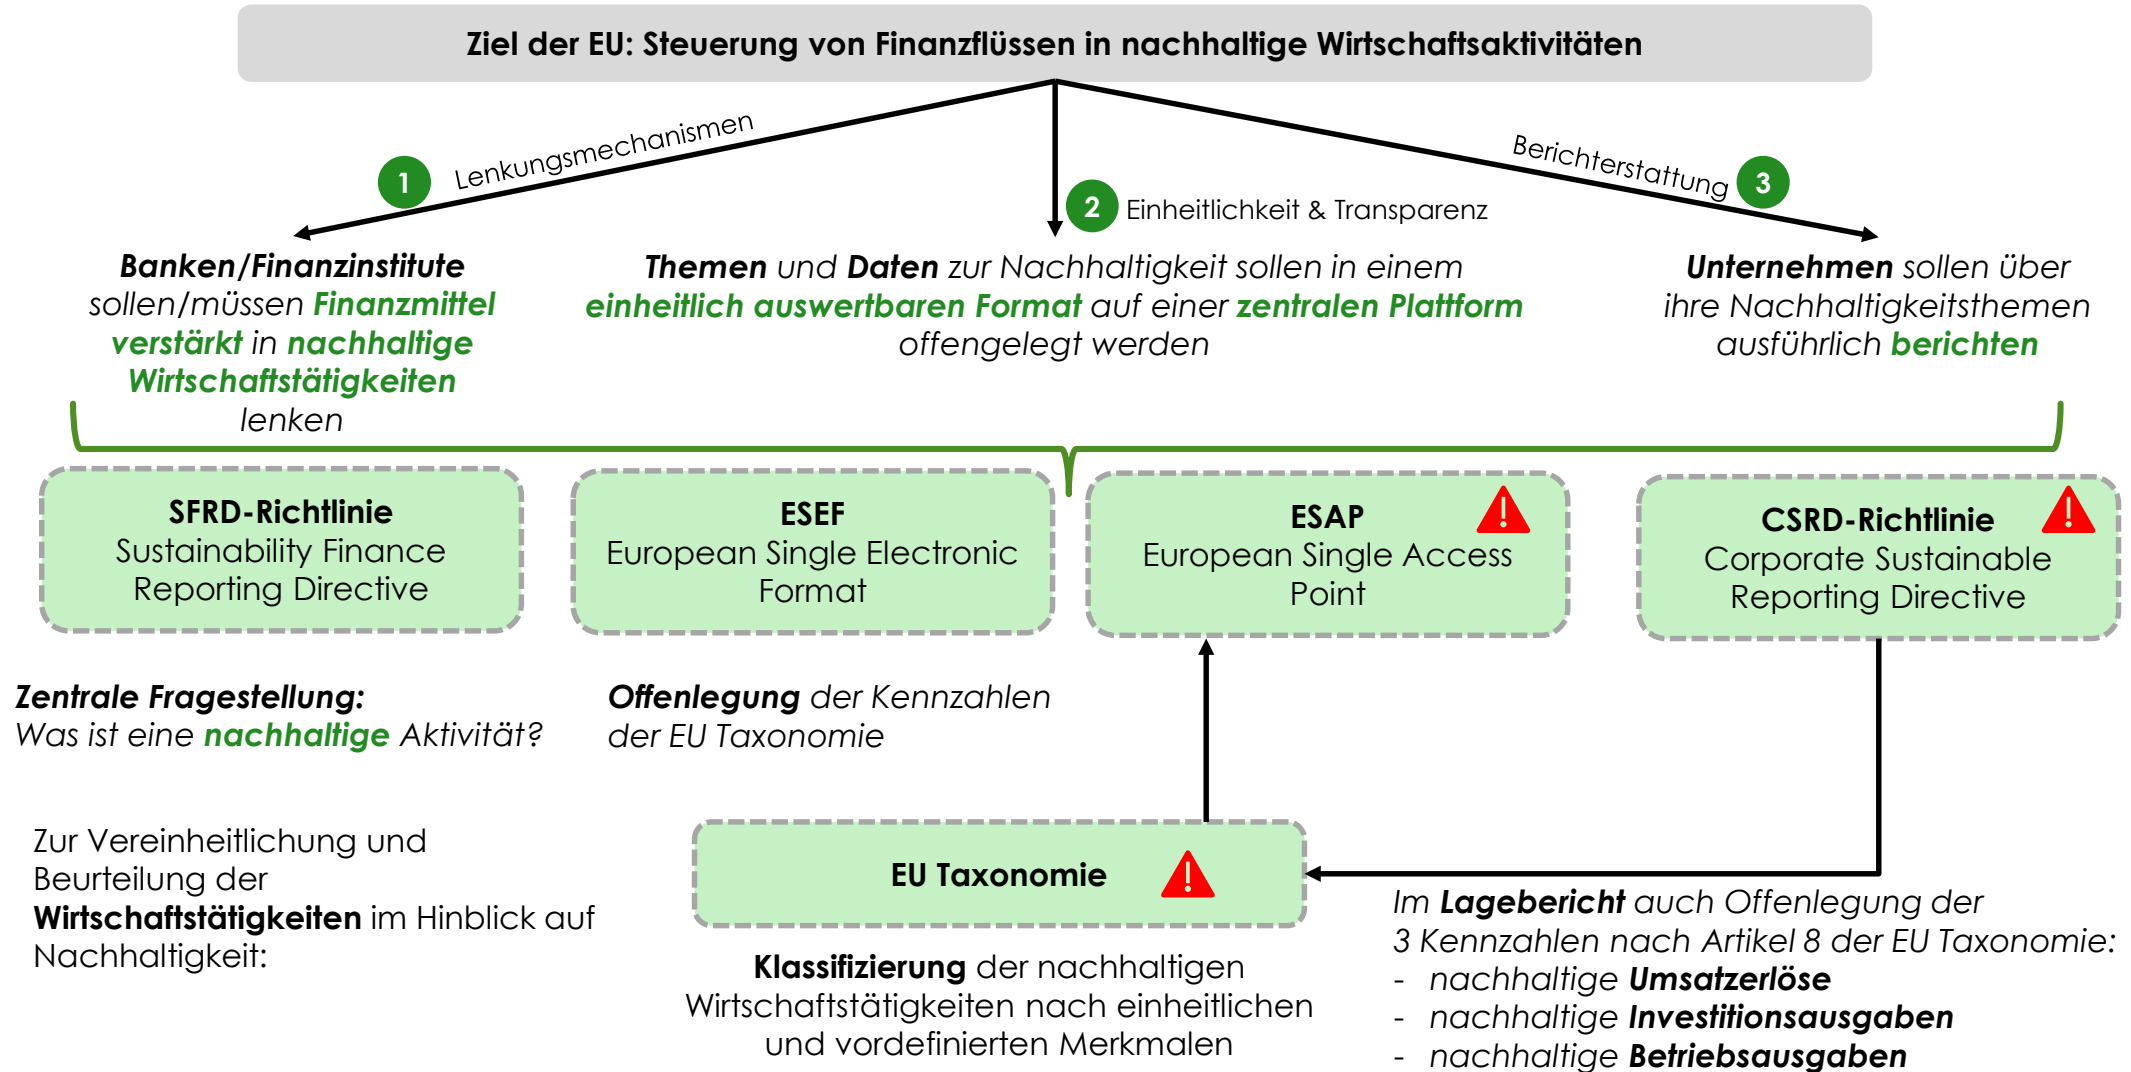 Ziel der EU: Steuerung von Finanzflüssen in nachhaltige Wirtschaftsaktivitäten
1
Lenkungsmechanismen
2
Einheitlichkeit & Transparenz
Berichterstattung
3
Banken/Finanzinstitute
sollen/müssen Finanzmittel
verstärkt in nachhaltige
Wirtschaftstätigkeiten
lenken
Themen und Daten zur Nachhaltigkeit sollen in einem
einheitlich auswertbaren Format auf einer zentralen Plattform
offengelegt werden
Unternehmen sollen über
ihre Nachhaltigkeitsthemen
ausführlich berichten
SFRD-Richtlinie
Sustainability Finance
Reporting Directive
ESEF
European Single Electronic
Format
ESAP
European Single Access
Point
CSRD-Richtlinie
Corporate Sustainable
Reporting Directive
Zentrale Fragestellung:
Was ist eine nachhaltige Aktivität?
Offenlegung der Kennzahlen
der EU Taxonomie
Zur Vereinheitlichung und
Beurteilung der
Wirtschaftstätigkeiten im Hinblick auf
Nachhaltigkeit:
EU Taxonomie
Klassifizierung der nachhaltigen
Wirtschaftstätigkeiten nach einheitlichen
und vordefinierten Merkmalen
Im Lagebericht auch Offenlegung der
3 Kennzahlen nach Artikel 8 der EU Taxonomie:
- nachhaltige Umsatzerlöse
- nachhaltige Investitionsausgaben
- nachhaltige Betriebsausgaben